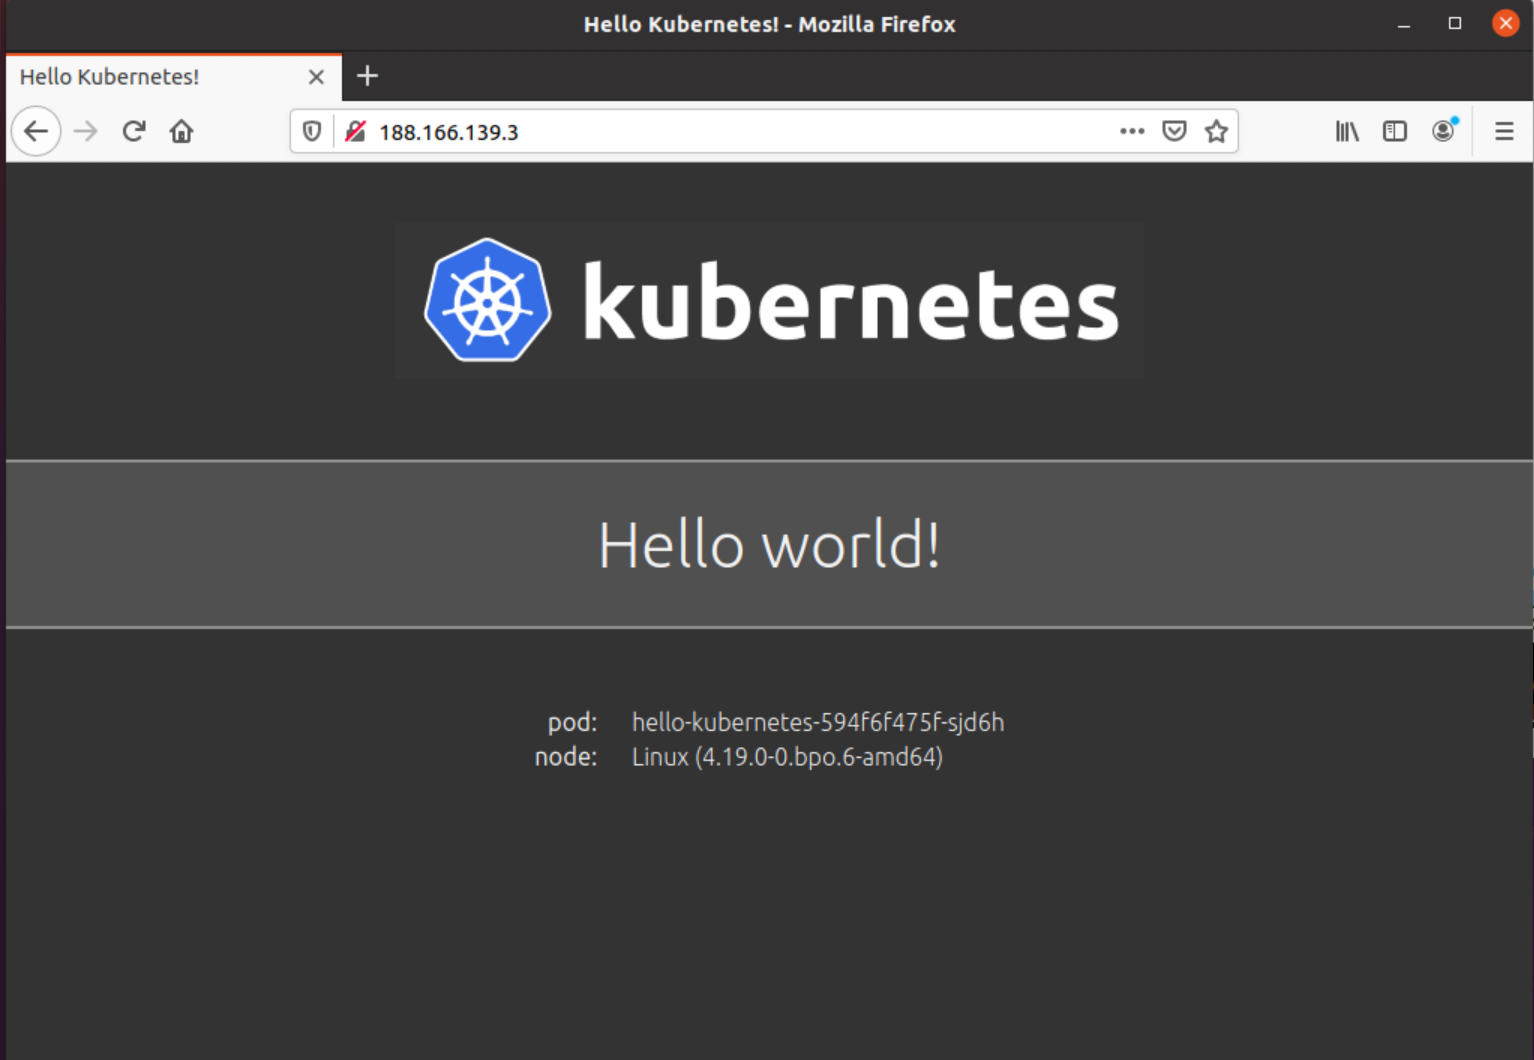 Hello Kubernetes! - Mozilla Firefox
Hello Kubernetes!
188.166.139.3
kubernetes
Hello world!
pod: hello-kubernetes-594f6f475f-sjd6h
node: Linux (4.19.0-0.bpo.6-amd64)